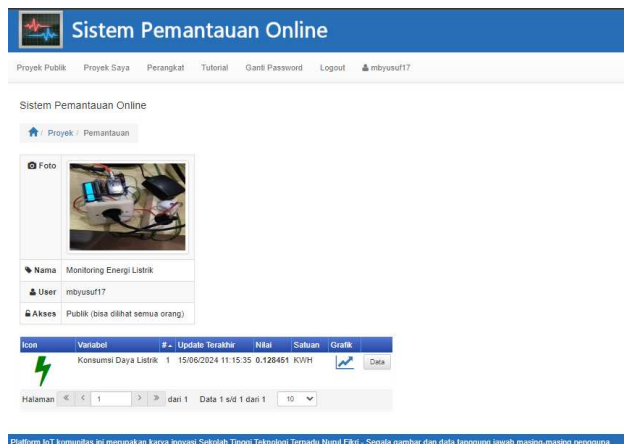 Sistem Pemantauan Online
Proyek Publik Proyek Saya Perangkat Tutorial Ganti Password Logout mbyusuf17
Sistem Pemantauan Online
/ Proyek / Pemantauan
Foto
Nama Monitoring Energi Listrik
User mbyusuf17
Akses Publik (bisa dilihat semua orang)
Icon Variabel # Update Terakhir Nilai Satuan Grafik
Konsumsi Daya Listrik 1 15/06/2024 11:15:35 0.128451 KWH Data
Halaman « < 1 > » dari 1 Data 1 s/d 1 dari 1 10
Platform IoT komunitas ini merupakan karya inovasi Sekolah Tinggi Teknologi Terpadu Nurul Fikri - Segala gambar dan data tanggung jawab masing-masing pengguna